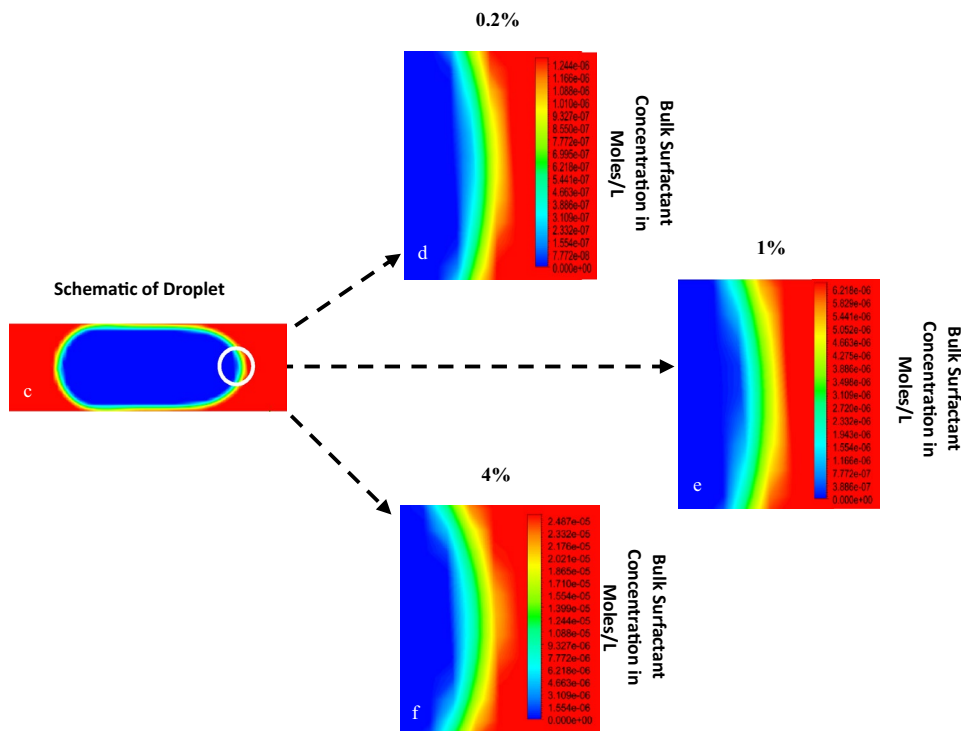 0.2%
1.244e-06
1.166e-06
1.088e-06
1.010e-06
9.327e-07
8.550e-07
7.772e-07
6.995e-07
6.218e-07
5.441e-07
4.663e-07
3.886e-07
3.109e-07
2.332e-07
1.554e-07
7.772e-08
0.000e+00
Bulk Surfactant
Concentration in
Moles/L
d
1%
6.218e-06
5.829e-06
5.441e-06
5.052e-06
4.663e-06
4.275e-06
3.886e-06
3.498e-06
3.109e-06
2.720e-06
2.332e-06
1.943e-06
1.554e-06
1.166e-06
7.772e-07
3.886e-07
0.000e+00
Bulk Surfactant
Concentration in
Moles/L
e
Schematic of Droplet
c
4%
2.487e-05
2.332e-05
2.176e-05
2.021e-05
1.865e-05
1.710e-05
1.554e-05
1.399e-05
1.244e-05
1.088e-05
9.327e-06
7.772e-06
6.218e-06
4.663e-06
3.109e-06
1.554e-06
0.000e+00
Bulk Surfactant
Concentration in
Moles/L
f